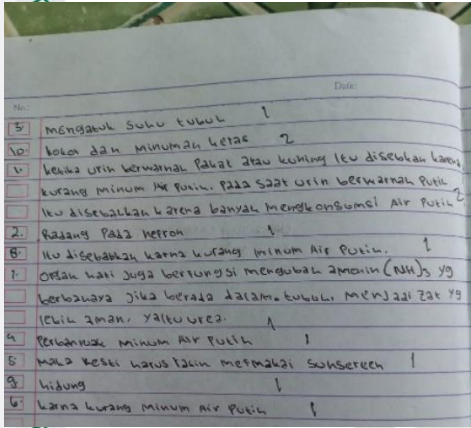 No:
Date:
3. mengatuk suhu tubuh 1
10. kokol dan minuman keras 2
1. ketika urin berwarnah pakat atau kuning itu disebkan karena
kurang minum Air putih. pada saat urin berwarnah putih
itu disebabkan karena banyak mengkonsumsi Air putih 2
2. Radang pada nefron 1
8. itu disebabkan karna kurang minum Air putih. 1
7. organ hati juga berfungsi mengubah amonin (NH)3 yg
berbahaya jika berada dalam tubuh, menjadi zat yg
lebih aman, yaitu urea. 1
4 Perbanyak minum Air putih 1
5 maka kesti harus rajin memakai sunsereen 1
9 hidung 1
6. karna kurang minum Air putih 1